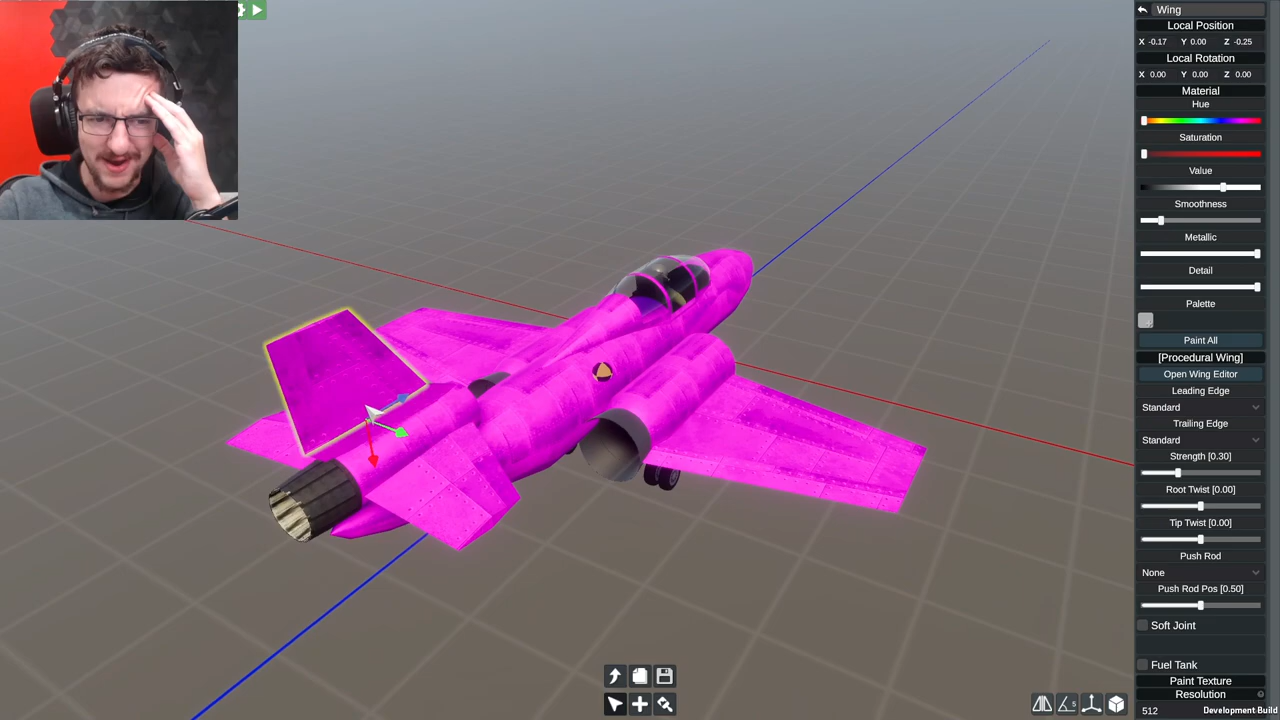 Wing
Local Position
X -0.17 Y 0.00 Z -0.25
Local Rotation
X 0.00 Y 0.00 Z 0.00
Material
Hue
Saturation
Value
Smoothness
Metallic
Detail
Palette
Paint All
[Procedural Wing]
Open Wing Editor
Leading Edge
Standard
Trailing Edge
Standard
Strength [0.30]
Root Twist [0.00]
Tip Twist [0.00]
Push Rod
None
Push Rod Pos [0.50]
Soft Joint
Fuel Tank
Paint Texture
Resolution
512
Development Build